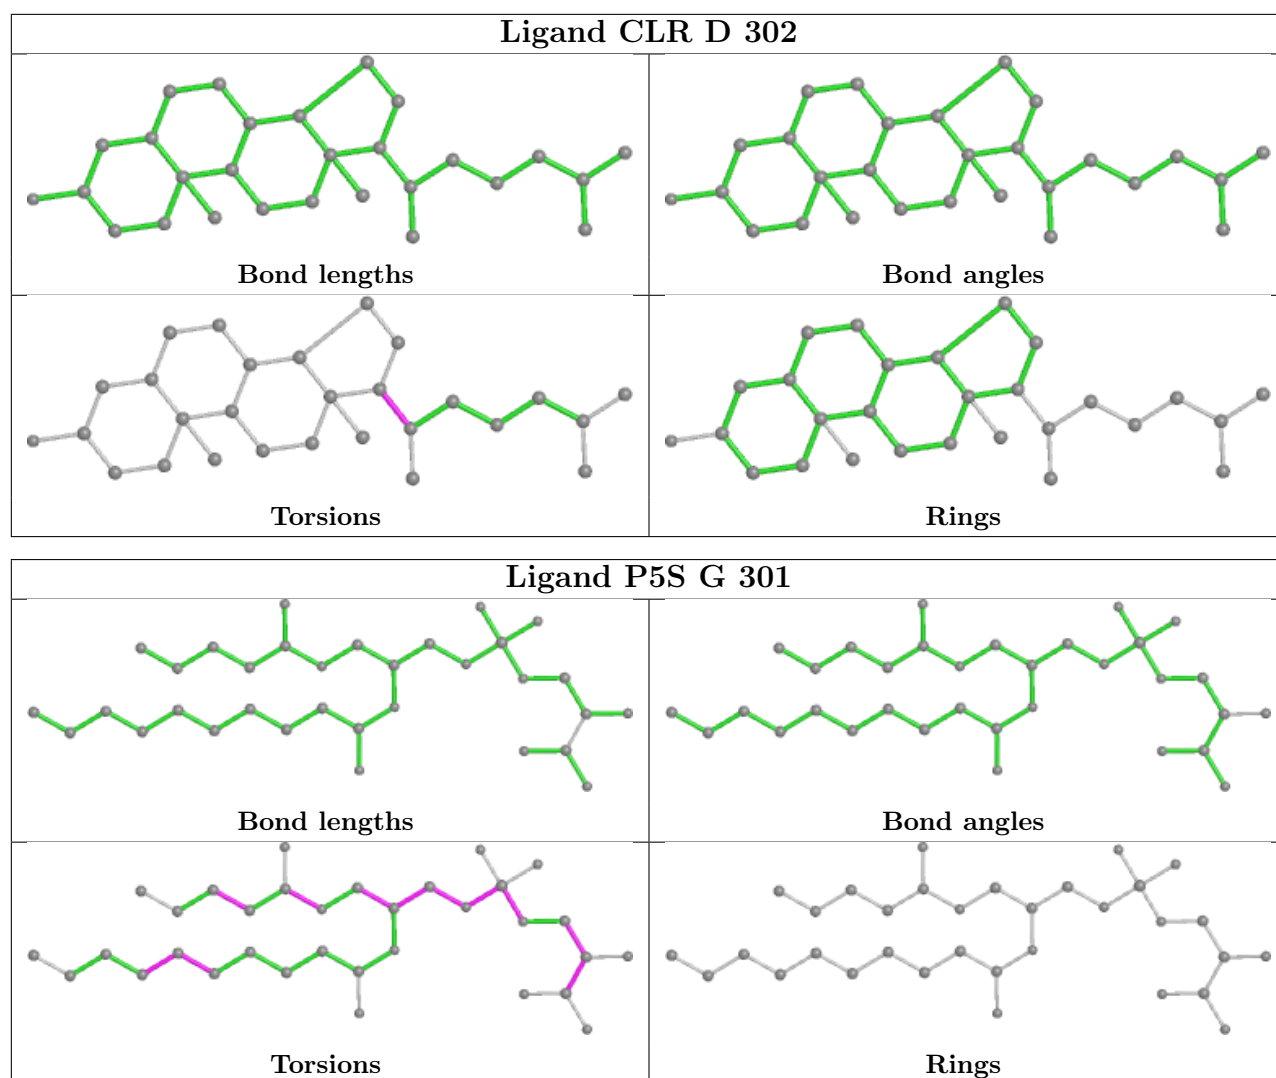 Ligand CLR D 302
Bond lengths
Bond angles
Torsions
Rings
Ligand P5S G 301
Bond lengths
Bond angles
Torsions
Rings